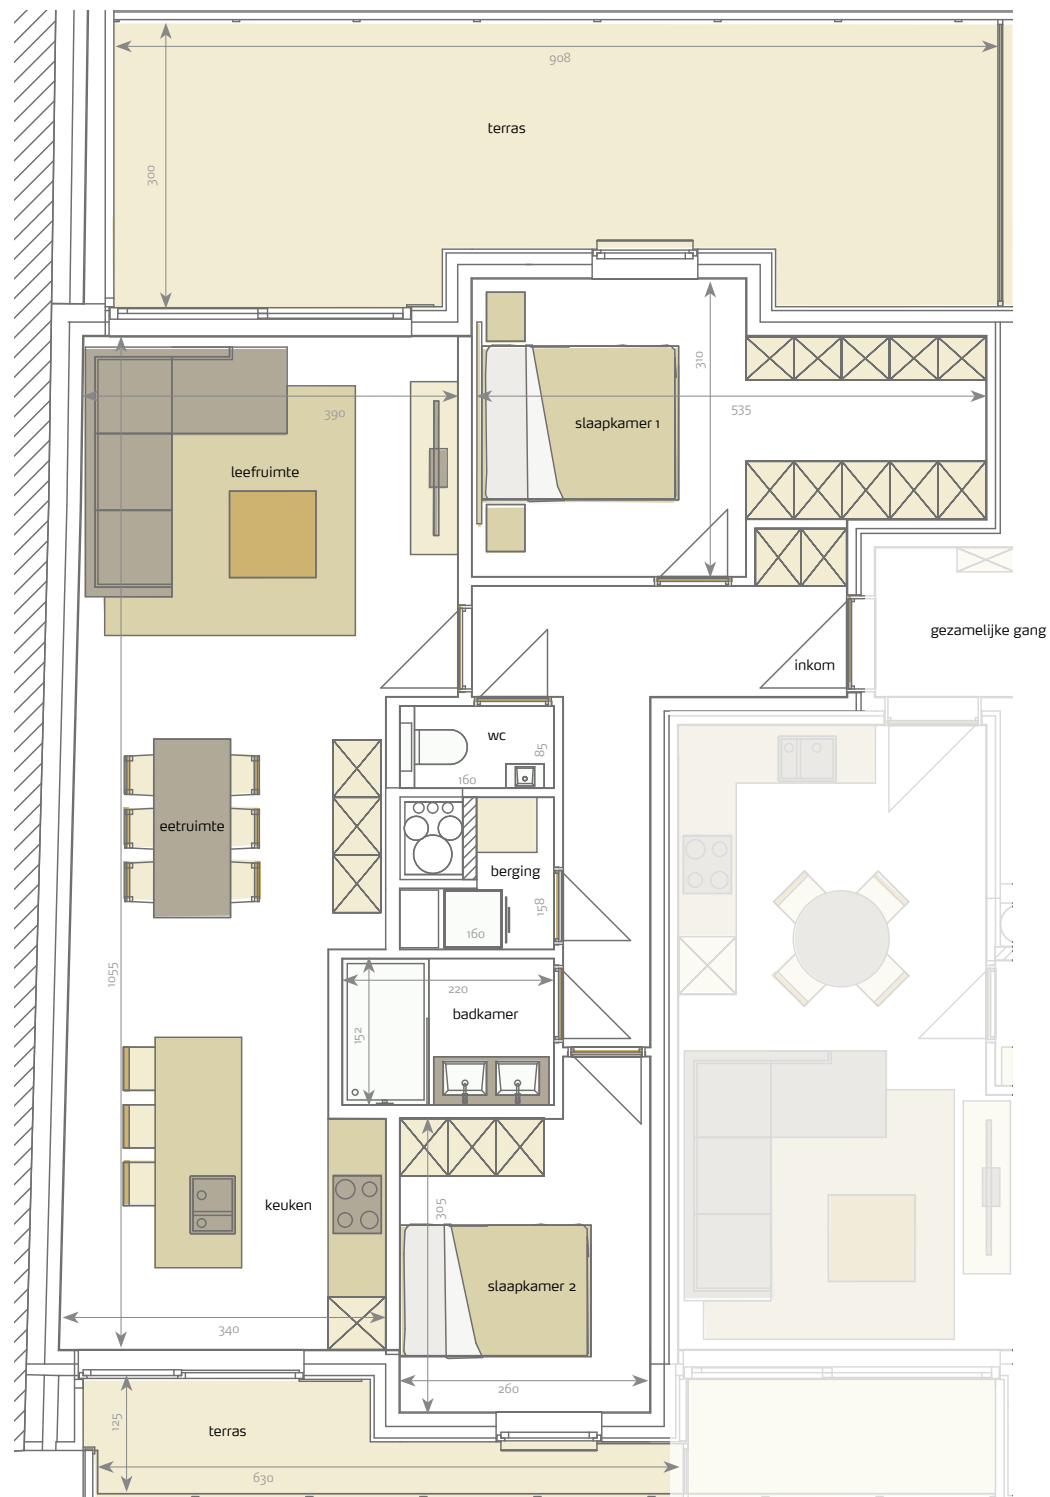 908
terras
300
310
390
535
slaapkamer 1
leefruimte
gezamelijke gang
inkom
wc
85
160
eetruimte
berging
158
160
1055
220
badkamer
152
keuken
305
slaapkamer 2
340
260
125
terras
630